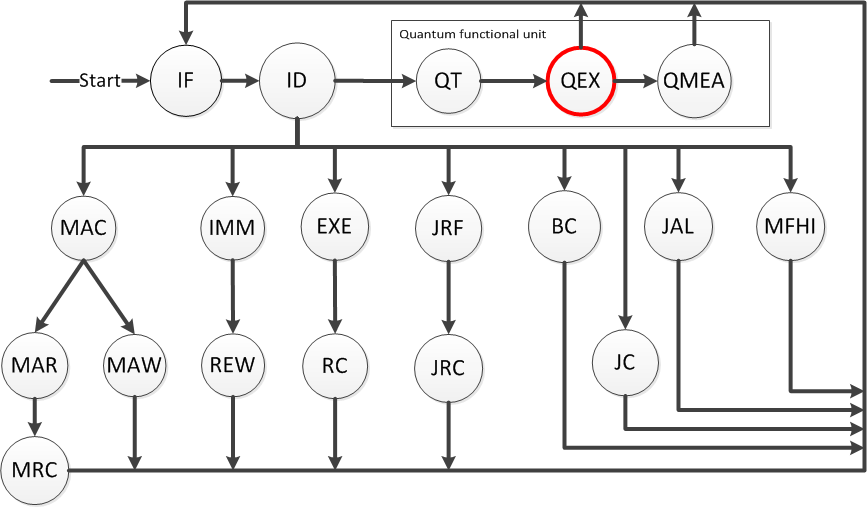 Quantum functional unit
Start
IF
ID
QT
QEX
QMEA
MAC
IMM
EXE
JRF
BC
JAL
MFHI
MAR
MAW
REW
RC
JRC
JC
MRC